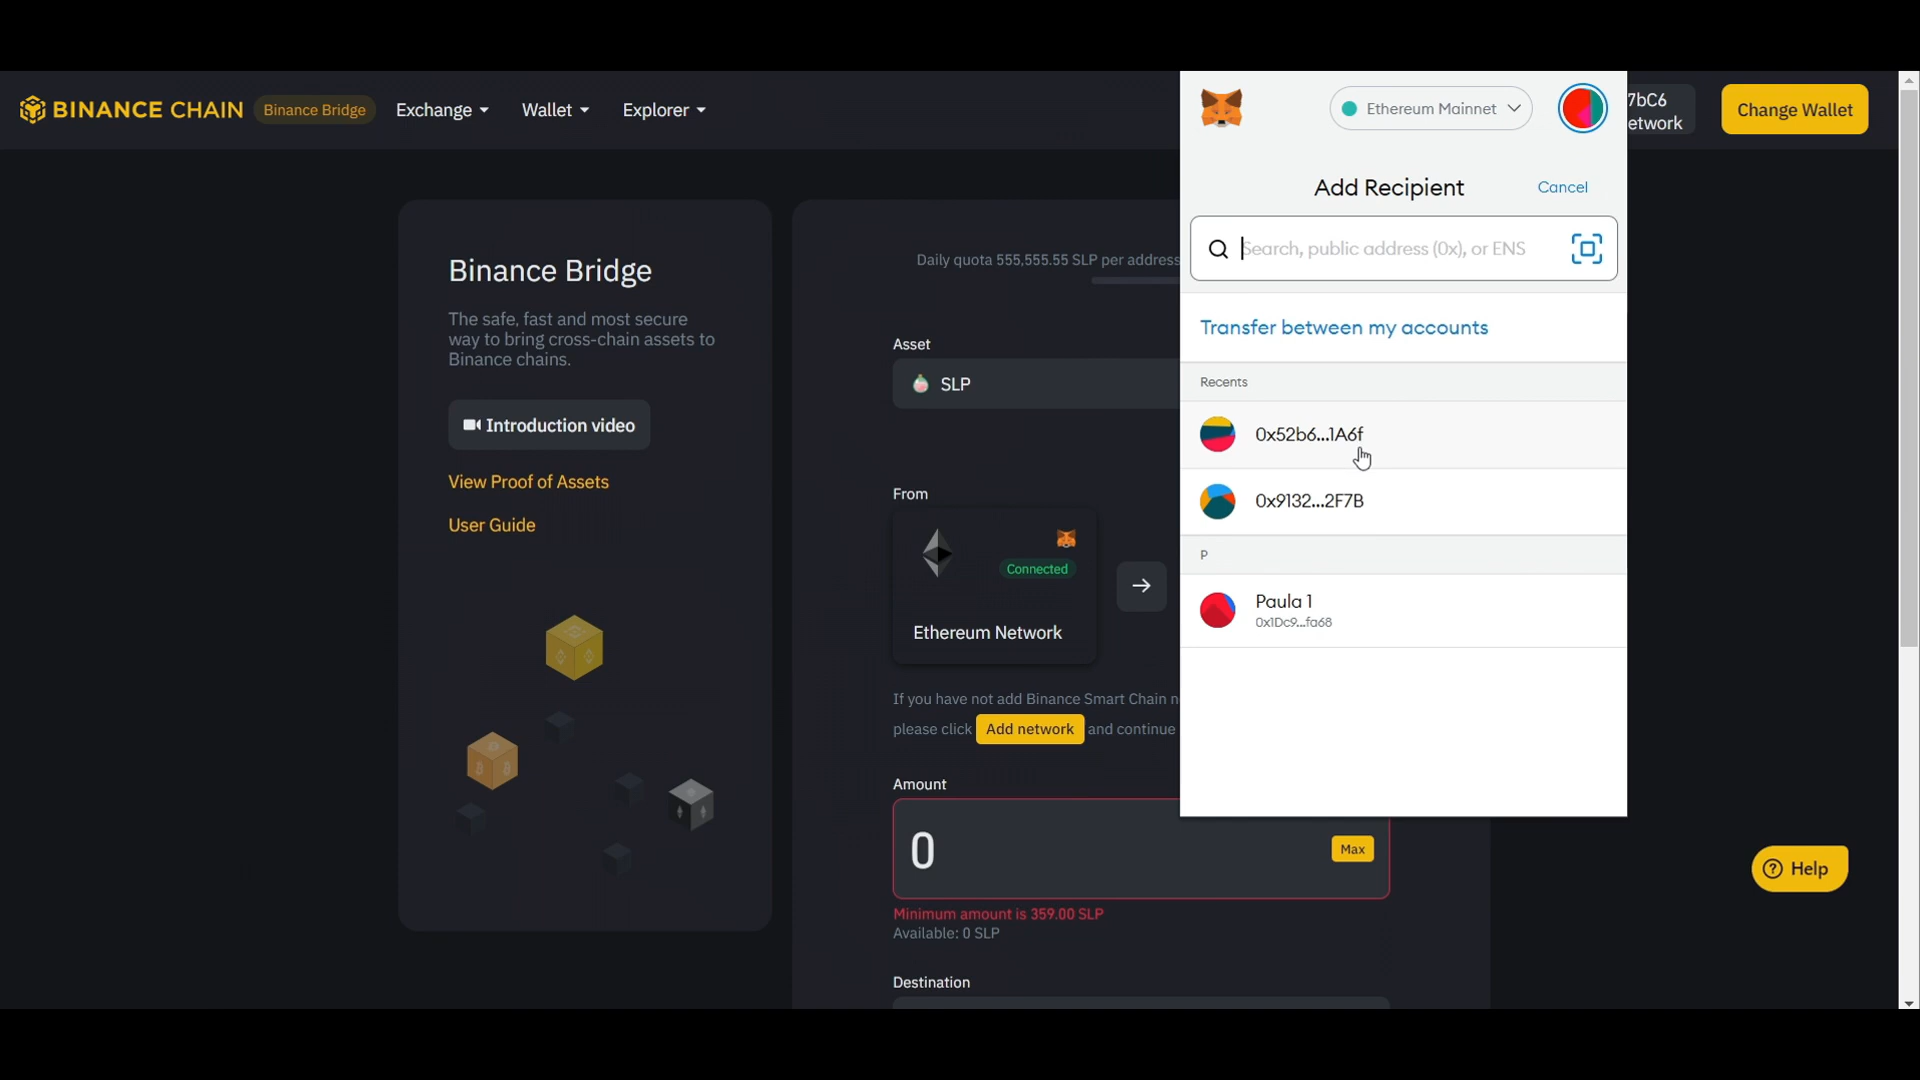 BINANCE CHAIN
Binance Bridge
Exchange
Wallet
Explorer
7bC6
etwork
Change Wallet
Binance Bridge
The safe, fast and most secure
way to bring cross-chain assets to
Binance chains.
Introduction video
View Proof of Assets
User Guide
Daily quota 555,555.55 SLP per address
Asset
SLP
From
Connected
Ethereum Network
If you have not add Binance Smart Chain n
please click Add network and continue
Amount
0
Max
Minimum amount is 359.00 SLP
Available: 0 SLP
Destination
Ethereum Mainnet
Add Recipient
Cancel
Search, public address (0x), or ENS
Transfer between my accounts
Recents
0x52b6...1A6f
0x9132...2F7B
P
Paula 1
0x1Dc9...fa68
Help